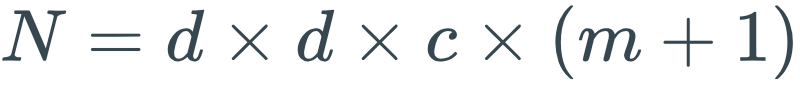 N = d × d × c × (m + 1)